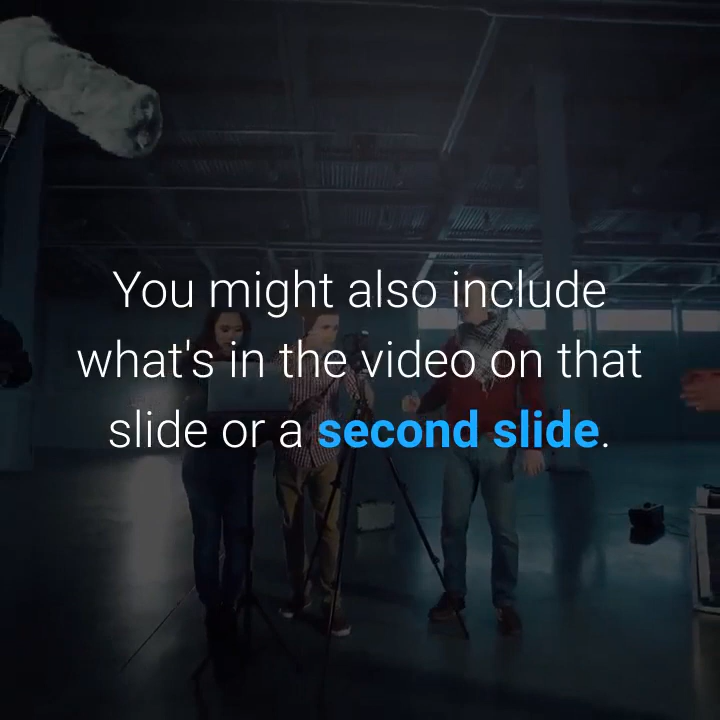 You might also include
what's in the video on that
slide or a second slide.